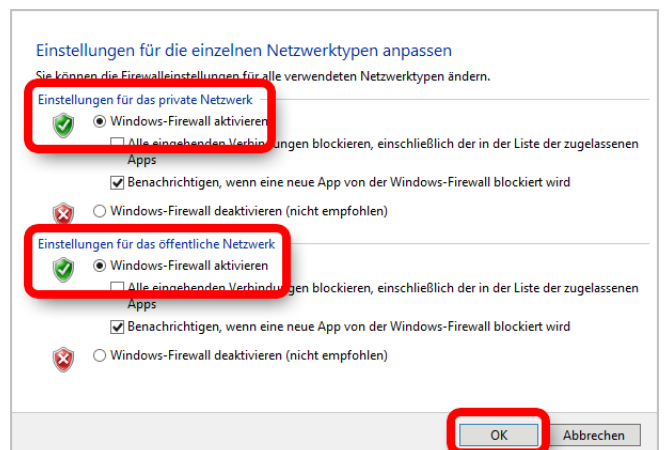 Einstellungen für die einzelnen Netzwerktypen anpassen
Sie können die Firewalleinstellungen für alle verwendeten Netzwerktypen ändern.
Einstellungen für das private Netzwerk
Windows-Firewall aktivieren
Alle eingehenden Verbindungen blockieren, einschließlich der in der Liste der zugelassenen
Apps
Benachrichtigen, wenn eine neue App von der Windows-Firewall blockiert wird
Windows-Firewall deaktivieren (nicht empfohlen)
Einstellungen für das öffentliche Netzwerk
Windows-Firewall aktivieren
Alle eingehenden Verbindungen blockieren, einschließlich der in der Liste der zugelassenen
Apps
Benachrichtigen, wenn eine neue App von der Windows-Firewall blockiert wird
Windows-Firewall deaktivieren (nicht empfohlen)
OK Abbrechen